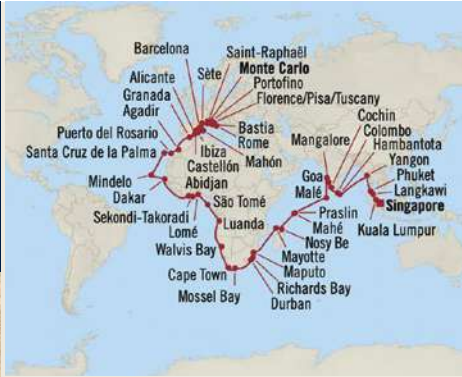 Barcelona
Saint-Raphaël
Sète
Monte Carlo
Alicante
Portofino
Granada
Florence/Pisa/Tuscany
Agadir
Cochin
Colombo
Puerto del Rosario
Bastia
Mangalore
Hambantota
Rome
Yangon
Santa Cruz de la Palma
Ibiza
Mahón
Phuket
Castellón
Goa
Langkawi
Mindelo
Abidjan
Malé
Singapore
Dakar
São Tomé
Praslin
Sekondi-Takoradi
Luanda
Mahé
Kuala Lumpur
Lomé
Nosy Be
Walvis Bay
Mayotte
Maputo
Cape Town
Richards Bay
Mossel Bay
Durban